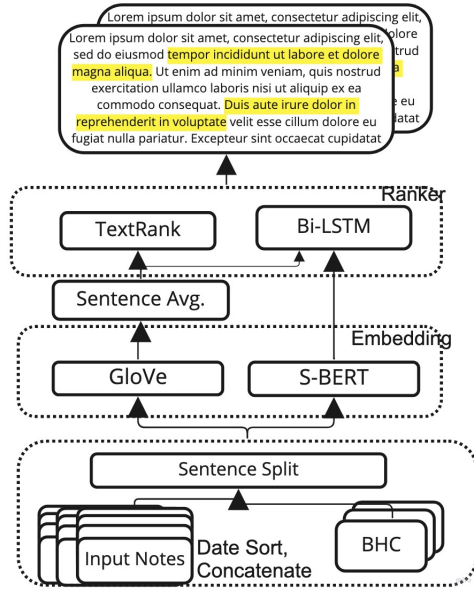 Lorem ipsum dolor sit amet, consectetur adipiscing elit,
Lorem ipsum dolor sit amet, consectetur adipiscing elit,
sed do eiusmod tempor incididunt ut labore et dolore
magna aliqua. Ut enim ad minim veniam, quis nostrud
exercitation ullamco laboris nisi ut aliquip ex ea
commodo consequat. Duis aute irure dolor in
reprehenderit in voluptate velit esse cillum dolore eu
fugiat nulla pariatur. Excepteur sint occaecat cupidatat
Ranker
TextRank
Bi-LSTM
Sentence Avg.
Embedding
GloVe
S-BERT
Sentence Split
Input Notes
Date Sort,
Concatenate
BHC